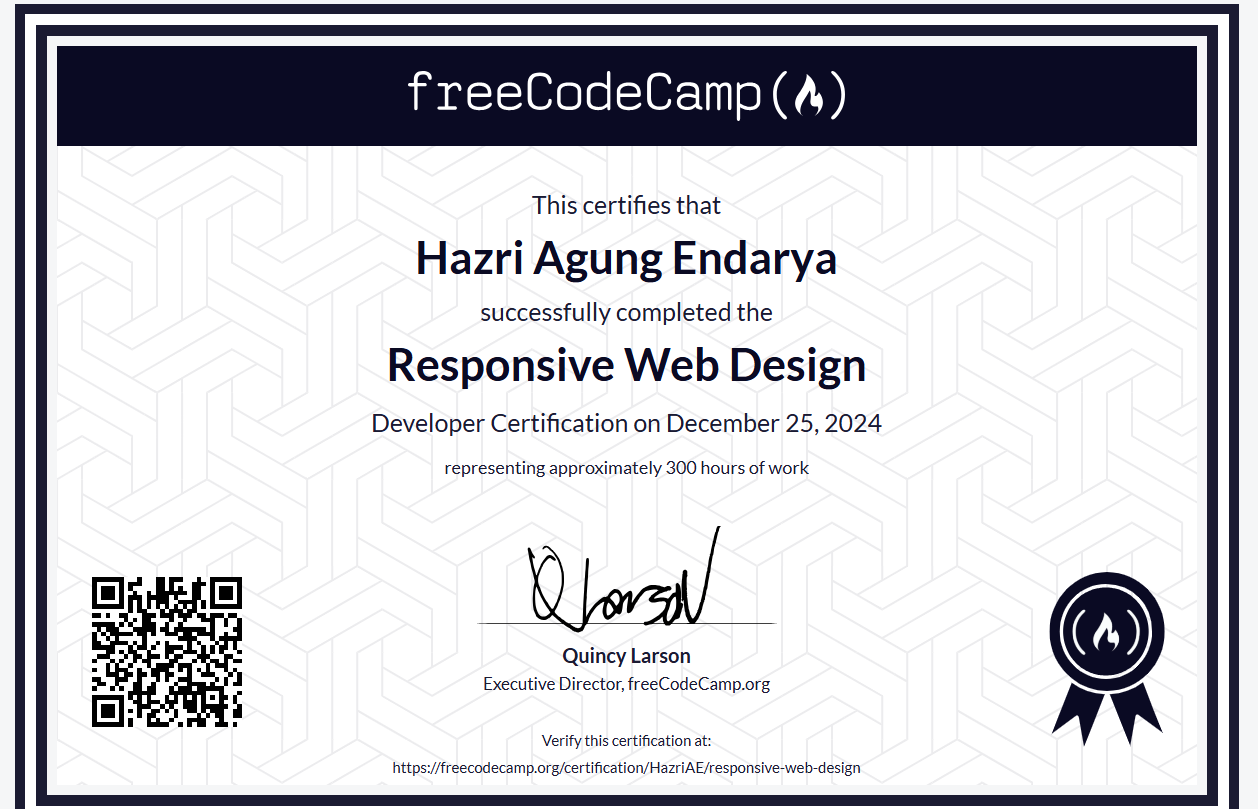 freeCodeCamp
This certifies that
Hazri Agung Endarya
successfully completed the
Responsive Web Design
Developer Certification on December 25, 2024
representing approximately 300 hours of work
Quincy Larson
Executive Director, freeCodeCamp.org
Verify this certification at:
https://freecodecamp.org/certification/HazriAE/responsive-web-design